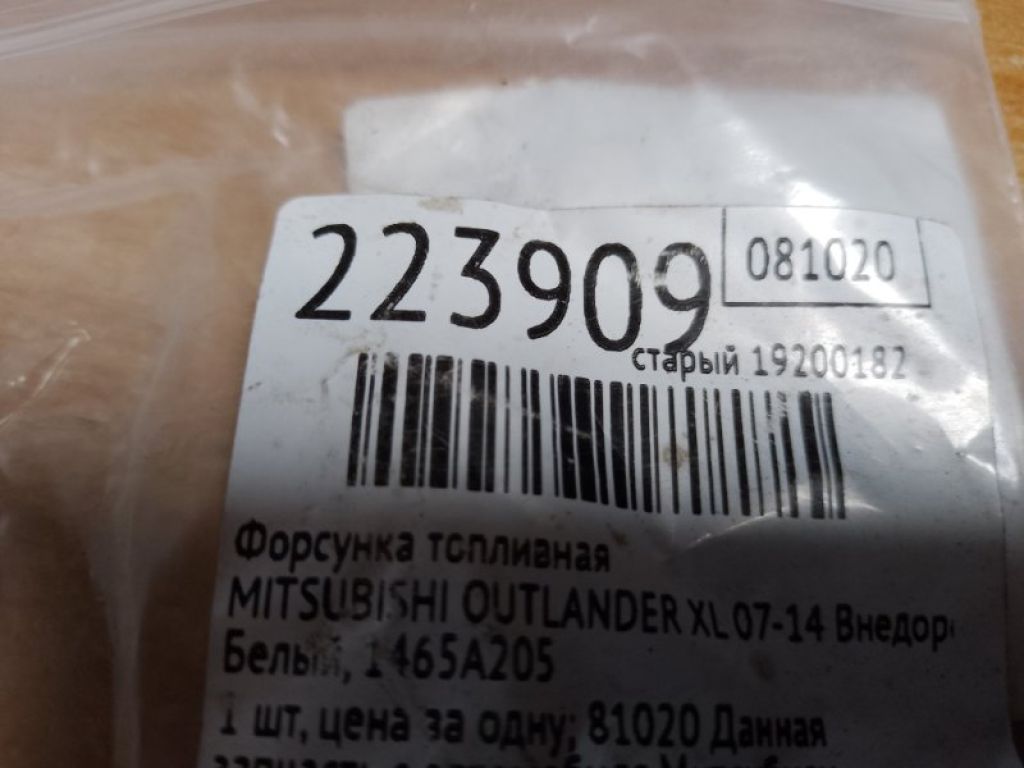 223909
081020
старый 19200182
Форсунка топливная
MITSUBISHI OUTLANDER XL 07-14 Внедор
Белый, 1465A205
1 шт, цена за одну; 81020 Данная